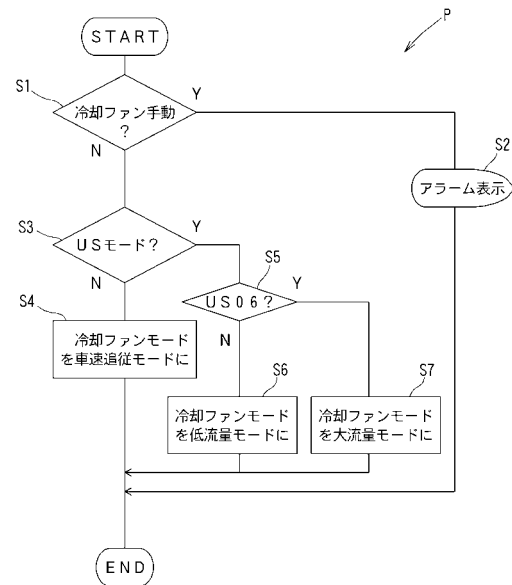 P
START
S1
冷却ファン手動
?
Y
N
S2
アラーム表示
S3
USモード?
Y
N
S5
US06?
Y
N
S4
冷却ファンモード
を車速追従モードに
S6
冷却ファンモード
を低流量モードに
S7
冷却ファンモード
を大流量モードに
END